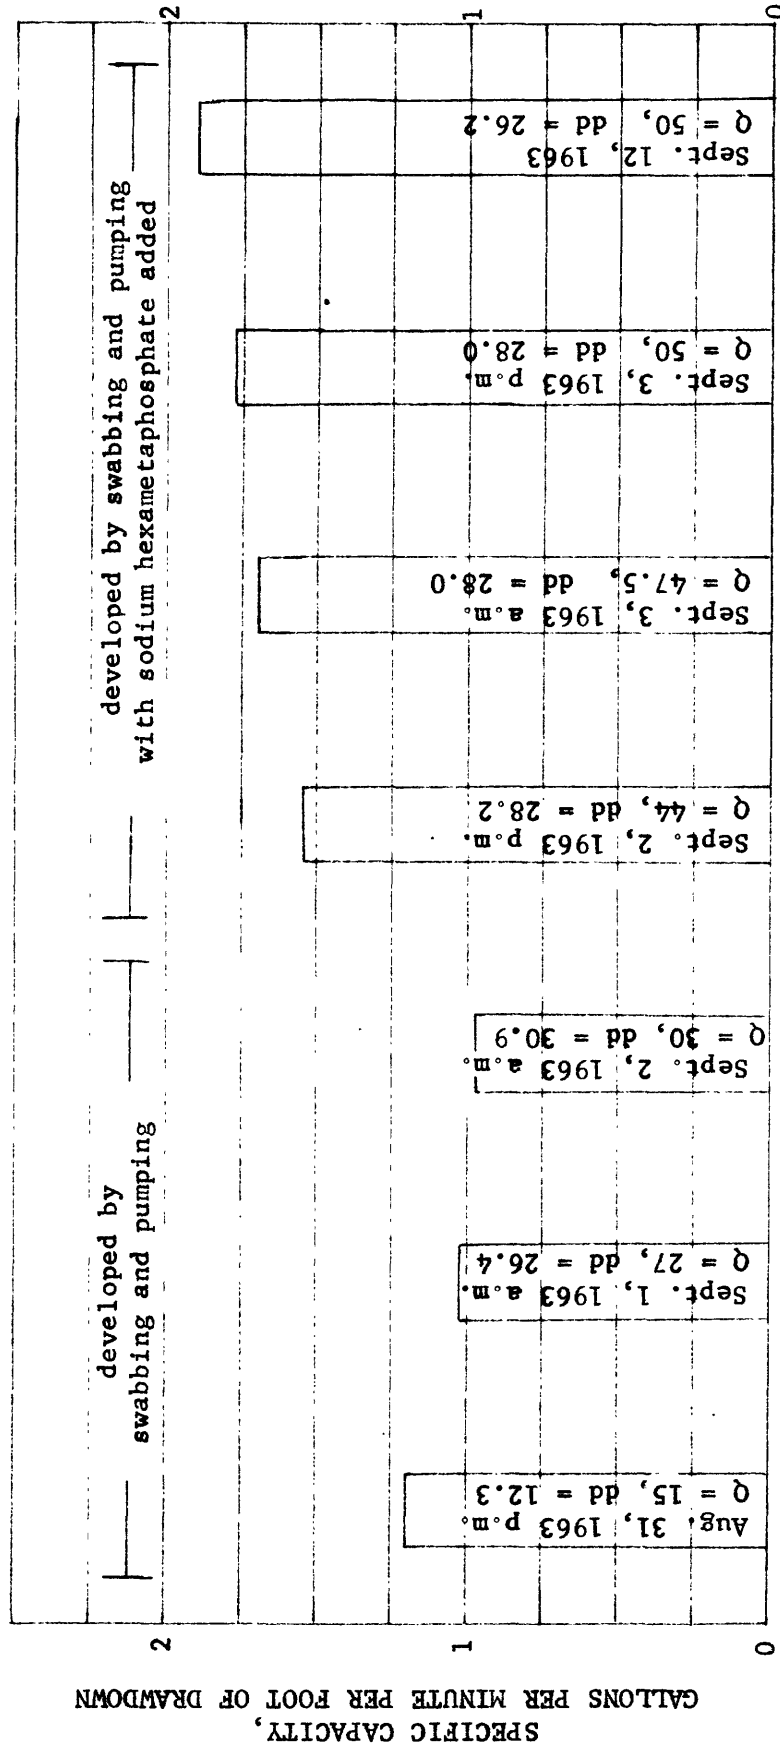 SPECIFIC CAPACITY,
GALLONS PER MINUTE PER FOOT OF DRAWDOWN
2
1
0
2
1
0
developed by
swabbing and pumping
developed by swabbing and pumping
with sodium hexametaphosphate added
Aug. 31, 1963 p.m.
Q = 15, dd = 12.3
Sept. 1, 1963 a.m.
Q = 27, dd = 26.4
Sept. 2, 1963 a.m.
Q = 30, dd = 30.9
Sept. 2, 1963 p.m.
Q = 44, dd = 28.2
Sept. 3, 1963 a.m.
Q = 47.5, dd = 28.0
Sept. 3, 1963 p.m.
Q = 50, dd = 28.0
Sept. 12, 1963
Q = 50, dd = 26.2